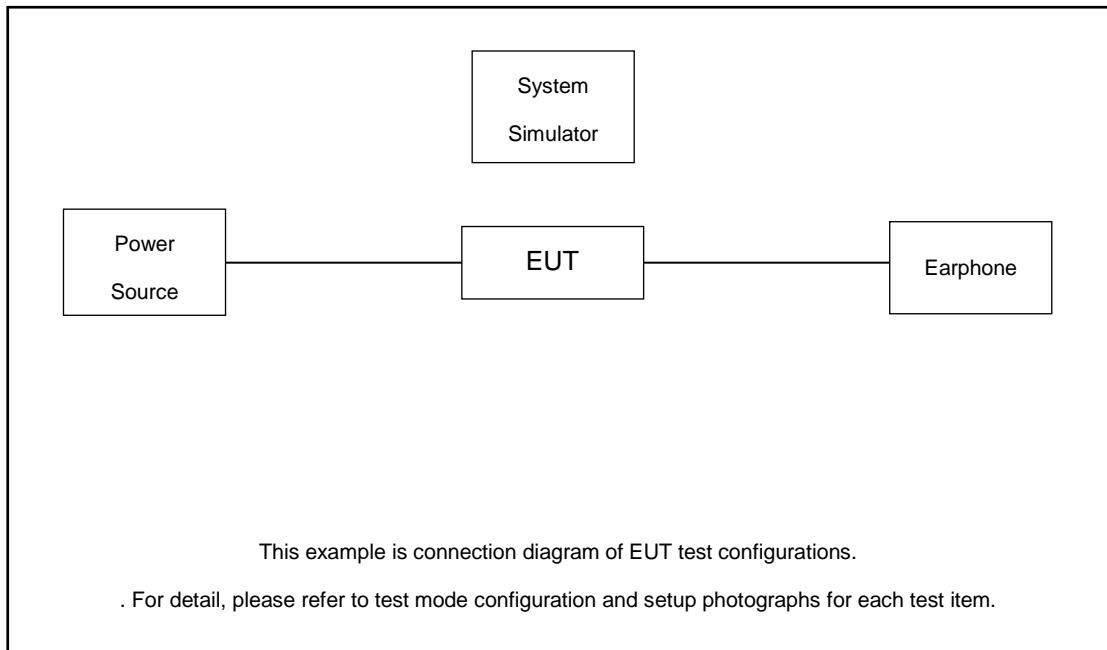 System
Simulator
Power
Source
EUT
Earphone
This example is connection diagram of EUT test configurations.
. For detail, please refer to test mode configuration and setup photographs for each test item.